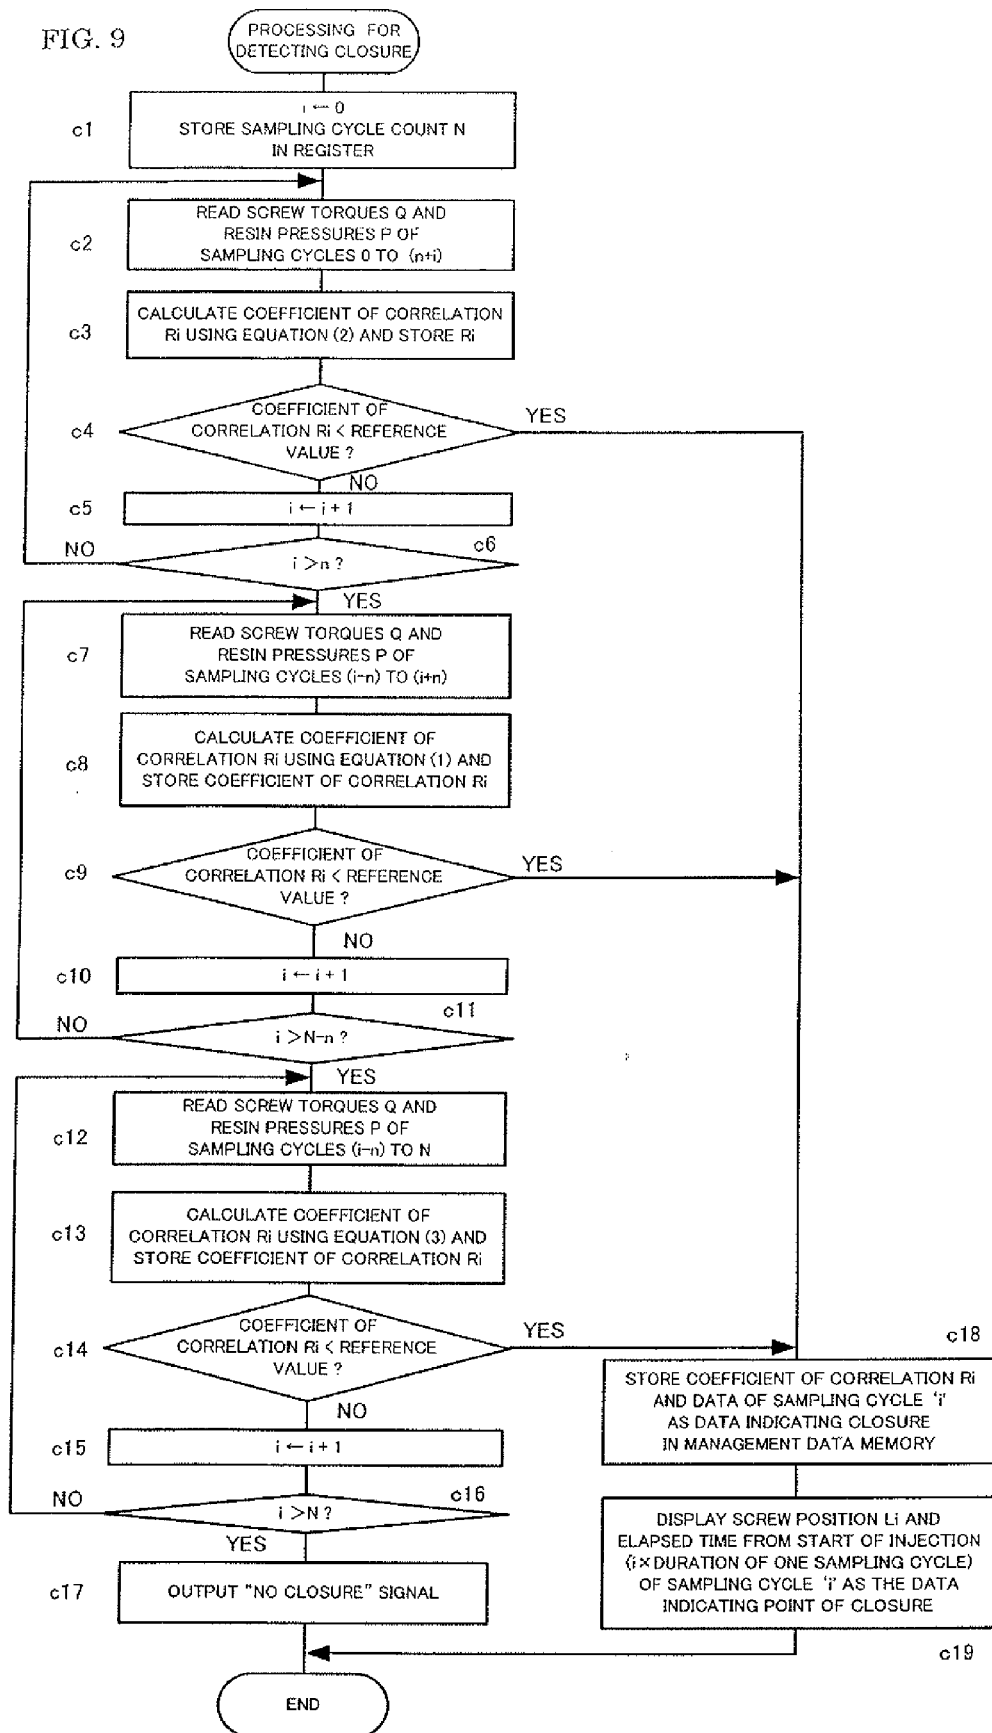 FIG. 9
PROCESSING FOR
DETECTING CLOSURE
c1
i ← 0
STORE SAMPLING CYCLE COUNT N
IN REGISTER
c2
READ SCREW TORQUES Q AND
RESIN PRESSURES P OF
SAMPLING CYCLES 0 TO (n+i)
c3
CALCULATE COEFFICIENT OF CORRELATION
Ri USING EQUATION (2) AND STORE Ri
c4
COEFFICIENT OF
CORRELATION Ri < REFERENCE
VALUE ?
YES
NO
c5
i ← i + 1
c6
NO
i > n ?
YES
c7
READ SCREW TORQUES Q AND
RESIN PRESSURES P OF
SAMPLING CYCLES (i-n) TO (i+n)
c8
CALCULATE COEFFICIENT OF
CORRELATION Ri USING EQUATION (1) AND
STORE COEFFICIENT OF CORRELATION Ri
c9
COEFFICIENT OF
CORRELATION Ri < REFERENCE
VALUE ?
YES
NO
c10
i ← i + 1
c11
NO
i > N-n ?
YES
c12
READ SCREW TORQUES Q AND
RESIN PRESSURES P OF
SAMPLING CYCLES (i-n) TO N
c13
CALCULATE COEFFICIENT OF
CORRELATION Ri USING EQUATION (3) AND
STORE COEFFICIENT OF CORRELATION Ri
c14
COEFFICIENT OF
CORRELATION Ri < REFERENCE
VALUE ?
YES
NO
c15
i ← i + 1
c16
NO
i > N ?
YES
c17
OUTPUT "NO CLOSURE" SIGNAL
c18
STORE COEFFICIENT OF CORRELATION Ri
AND DATA OF SAMPLING CYCLE 'i'
AS DATA INDICATING CLOSURE
IN MANAGEMENT DATA MEMORY
DISPLAY SCREW POSITION Li AND
ELAPSED TIME FROM START OF INJECTION
(i×DURATION OF ONE SAMPLING CYCLE)
OF SAMPLING CYCLE 'i' AS THE DATA
INDICATING POINT OF CLOSURE
c19
END